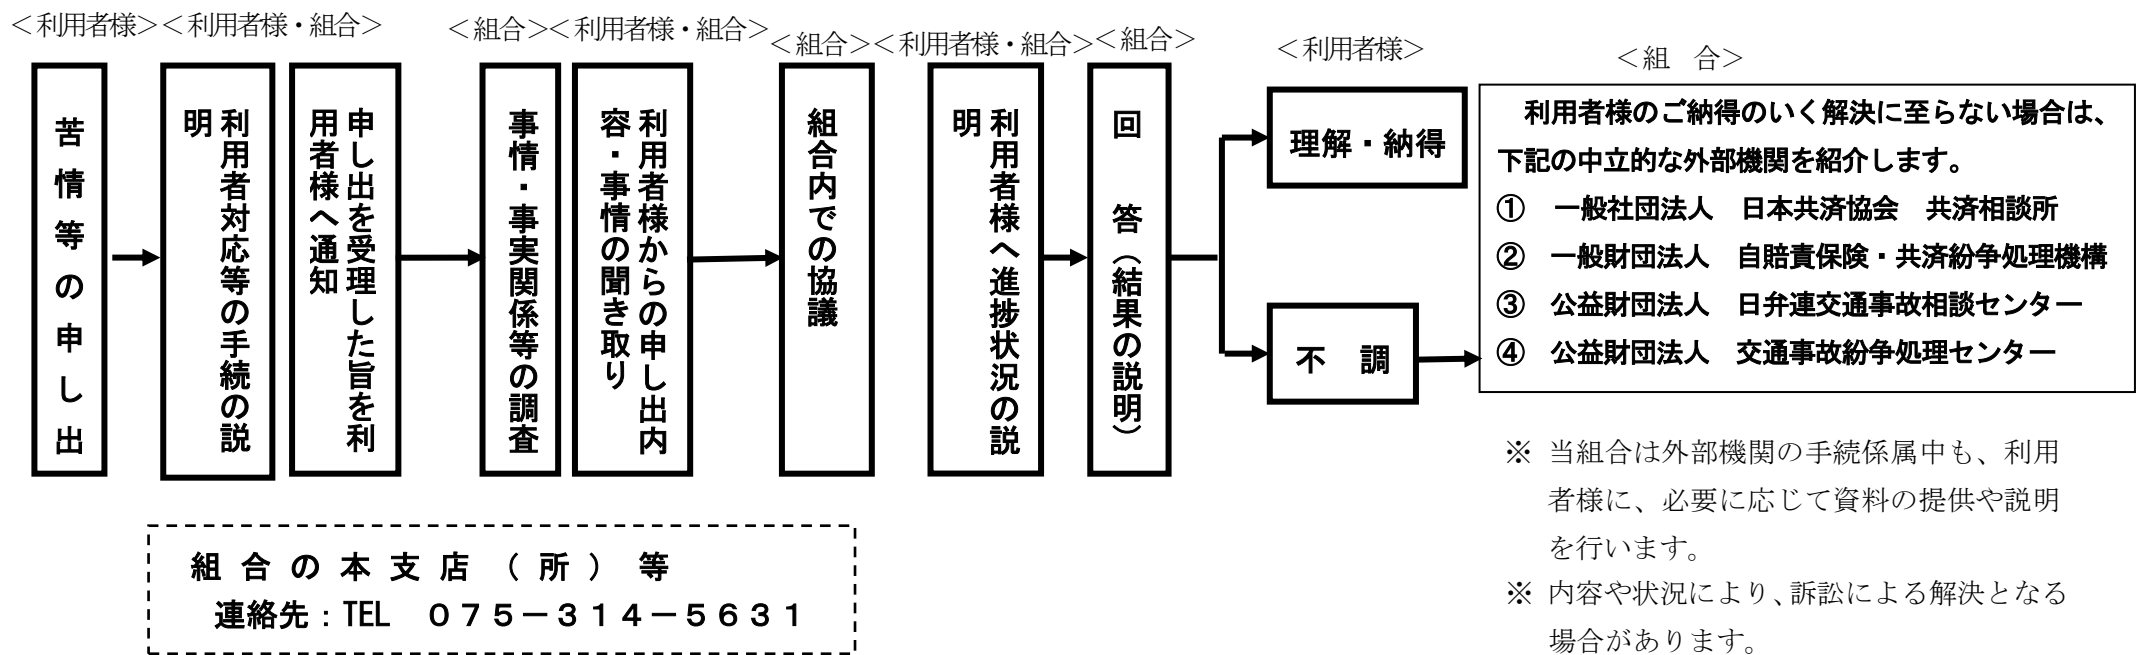 ＜利用者様＞
＜利用者様・組合＞
＜組合＞
＜利用者様・組合＞
＜組合＞
＜利用者様・組合＞
＜組合＞
＜利用者様＞
＜組　合＞
苦情等の申し出
利用者対応等の手続の説
明
申し出を受理した旨を利
用者様へ通知
事情・事実関係等の調査
利用者様からの申し出内
容・事情の聞き取り
組合内での協議
利用者様へ進捗状況の説
明
回　答（結果の説明）
理解・納得
不　調
利用者様のご納得のいく解決に至らない場合は、
下記の中立的な外部機関を紹介します。
①　一般社団法人　日本共済協会　共済相談所
②　一般財団法人　自賠責保険・共済紛争処理機構
③　公益財団法人　日弁連交通事故相談センター
④　公益財団法人　交通事故紛争処理センター
※ 当組合は外部機関の手続係属中も、利用
者様に、必要に応じて資料の提供や説明
を行います。
※ 内容や状況により、訴訟による解決となる
場合があります。
組合の本支店（所）等
連絡先：TEL　０７５－３１４－５６３１